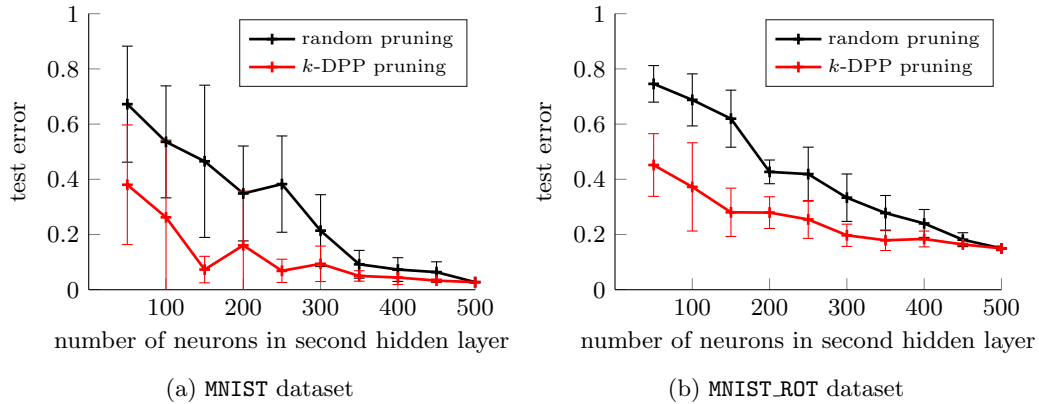 1
0.8
0.6
0.4
0.2
0
test error
random pruning
k-DPP pruning
100 200 300 400 500
number of neurons in second hidden layer
(a) MNIST dataset
1
0.8
0.6
0.4
0.2
0
test error
random pruning
k-DPP pruning
100 200 300 400 500
number of neurons in second hidden layer
(b) MNIST_ROT dataset